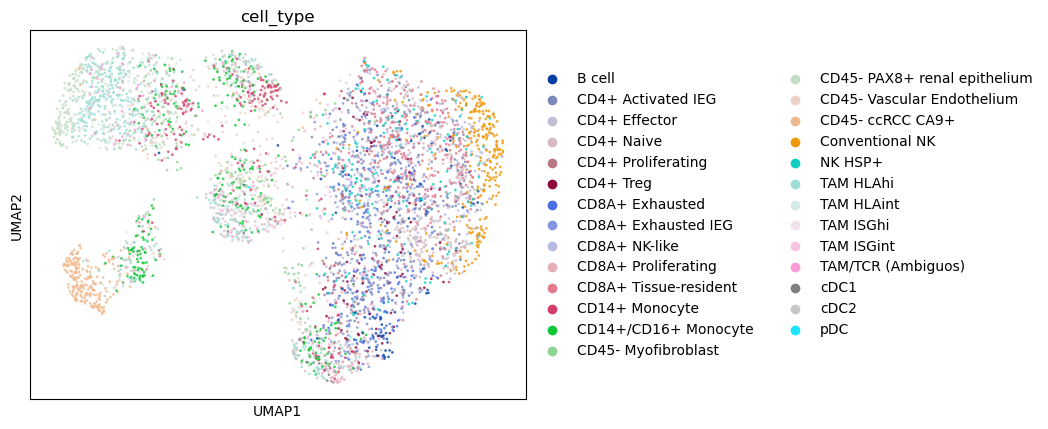 cell_type
UMAP2
UMAP1
B cell
CD4+ Activated IEG
CD4+ Effector
CD4+ Naive
CD4+ Proliferating
CD4+ Treg
CD8A+ Exhausted
CD8A+ Exhausted IEG
CD8A+ NK-like
CD8A+ Proliferating
CD8A+ Tissue-resident
CD14+ Monocyte
CD14+/CD16+ Monocyte
CD45- Myofibroblast
CD45- PAX8+ renal epithelium
CD45- Vascular Endothelium
CD45- ccRCC CA9+
Conventional NK
NK HSP+
TAM HLAhi
TAM HLAint
TAM ISGhi
TAM ISGint
TAM/TCR (Ambiguos)
cDC1
cDC2
pDC